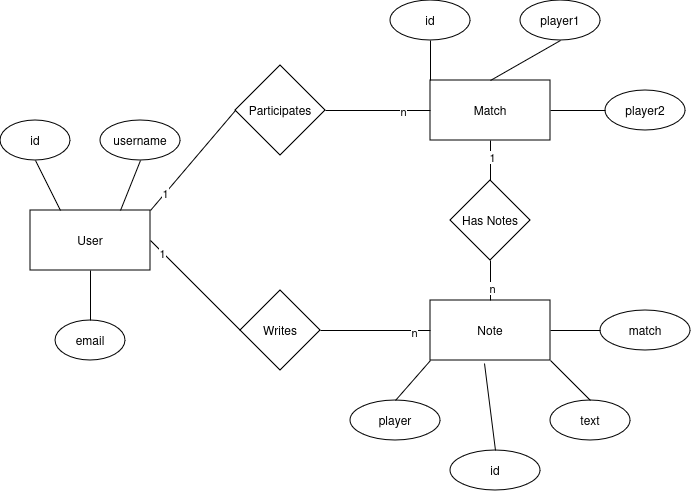 id
player1
Participates
n
Match
player2
id
username
1
1
User
1
Has Notes
n
email
Writes
n
Note
match
player
text
id